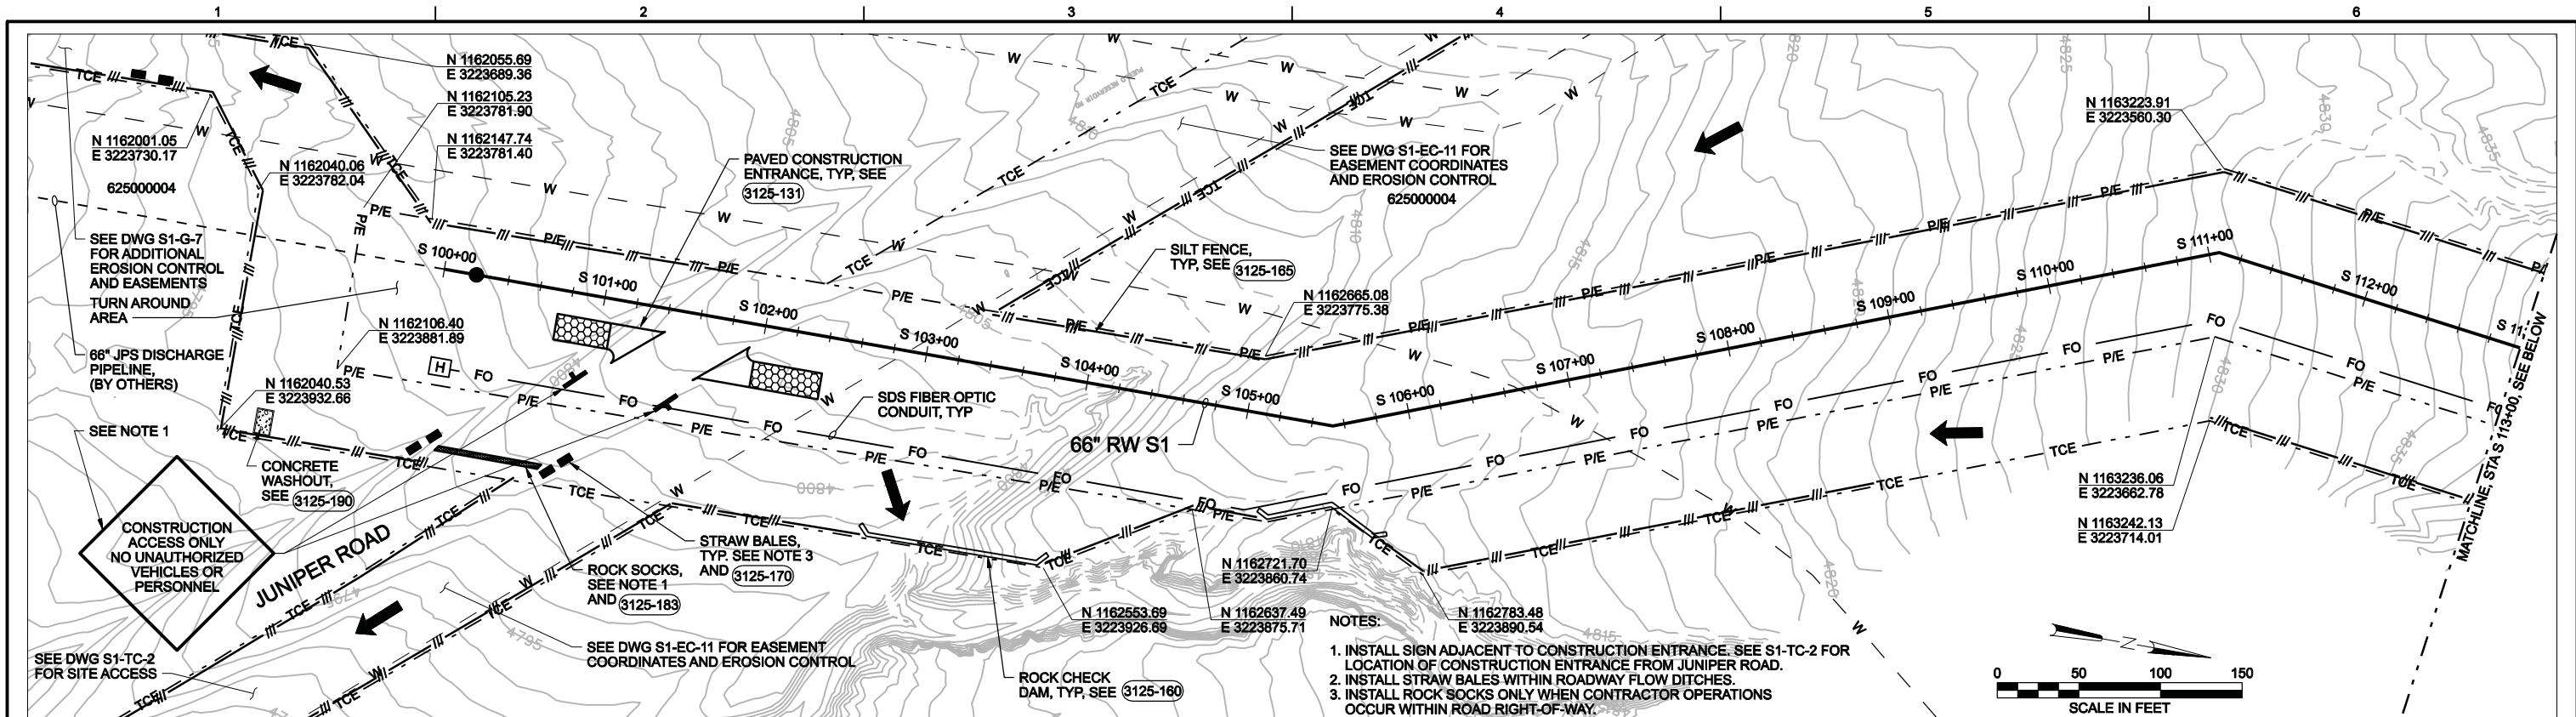 1 2 3 4 5 6
N 1162055.69
E 3223689.36
N 1162105.23
E 3223781.90
N 1162147.74
E 3223781.40
N 1162001.05
E 3223730.17
N 1162040.06
E 3223782.04
625000004
SEE DWG S1-G-7
FOR ADDITIONAL
EROSION CONTROL
AND EASEMENTS
TURN AROUND
AREA
66" JPS DISCHARGE
PIPELINE,
(BY OTHERS)
N 1162106.40
E 3223881.89
N 1162040.53
E 3223932.66
SEE NOTE 1
CONCRETE
WASHOUT,
SEE 3125-190
CONSTRUCTION
ACCESS ONLY
NO UNAUTHORIZED
VEHICLES OR
PERSONNEL
JUNIPER ROAD
SEE DWG S1-TC-2
FOR SITE ACCESS
PAVED CONSTRUCTION
ENTRANCE, TYP, SEE
3125-131
SILT FENCE,
TYP, SEE 3125-165
SEE DWG S1-EC-11 FOR
EASEMENT COORDINATES
AND EROSION CONTROL
625000004
N 1162665.08
E 3223775.38
N 1163223.91
E 3223560.30
S 100+00
S 101+00
S 102+00
S 103+00
S 104+00
S 105+00
S 106+00
S 107+00
S 108+00
S 109+00
S 110+00
S 111+00
S 112+00
H
SDS FIBER OPTIC
CONDUIT, TYP
66" RW S1
STRAW BALES,
TYP. SEE NOTE 3
AND 3125-170
ROCK SOCKS,
SEE NOTE 1
AND 3125-183
SEE DWG S1-EC-11 FOR EASEMENT
COORDINATES AND EROSION CONTROL
ROCK CHECK
DAM, TYP, SEE 3125-160
N 1162553.69
E 3223926.69
N 1162637.49
E 3223875.71
N 1162721.70
E 3223860.74
N 1162783.48
E 3223890.54
N 1163236.06
E 3223662.78
N 1163242.13
E 3223714.01
MATCHLINE, STA S 113+00, SEE BELOW
NOTES:
1. INSTALL SIGN ADJACENT TO CONSTRUCTION ENTRANCE. SEE S1-TC-2 FOR
LOCATION OF CONSTRUCTION ENTRANCE FROM JUNIPER ROAD.
2. INSTALL STRAW BALES WITHIN ROADWAY FLOW DITCHES.
3. INSTALL ROCK SOCKS ONLY WHEN CONTRACTOR OPERATIONS
OCCUR WITHIN ROAD RIGHT-OF-WAY.
N
0 50 100 150
SCALE IN FEET